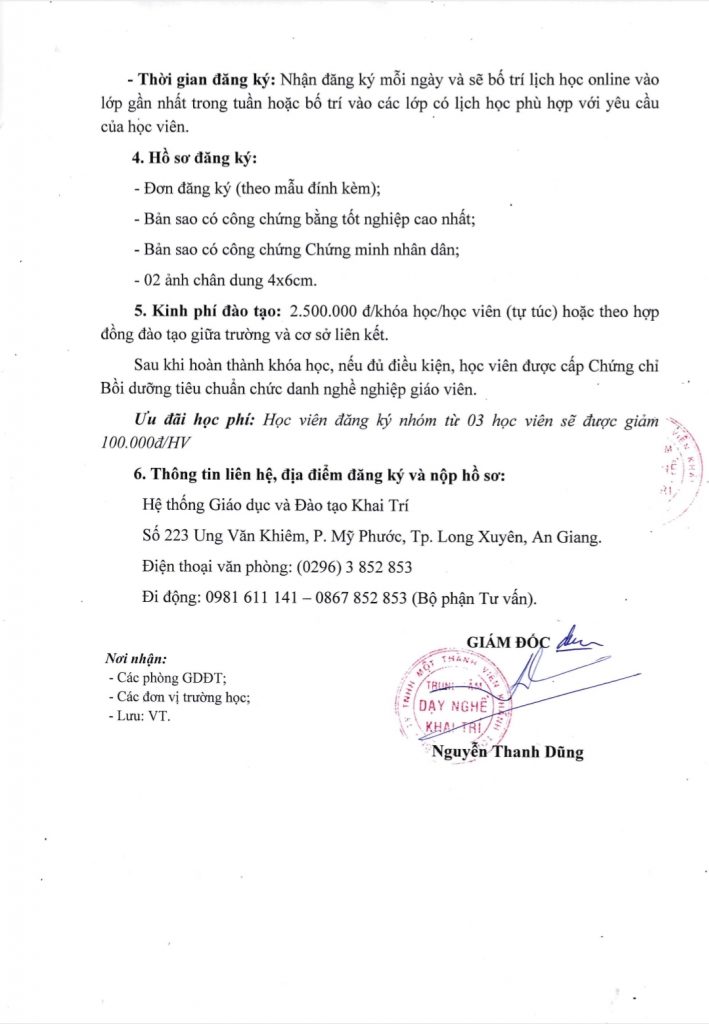 - Thời gian đăng ký: Nhận đăng ký mỗi ngày và sẽ bố trí lịch học online vào
lớp gần nhất trong tuần hoặc bố trí vào các lớp có lịch học phù hợp với yêu cầu
của học viên.
4. Hồ sơ đăng ký:
- Đơn đăng ký (theo mẫu đính kèm);
- Bản sao có công chứng bằng tốt nghiệp cao nhất;
- Bản sao có công chứng Chứng minh nhân dân;
- 02 ảnh chân dung 4x6cm.
5. Kinh phí đào tạo: 2.500.000 đ/khóa học/học viên (tự túc) hoặc theo hợp
đồng đào tạo giữa trường và cơ sở liên kết.
Sau khi hoàn thành khóa học, nếu đủ điều kiện, học viên được cấp Chứng chỉ
Bồi dưỡng tiêu chuẩn chức danh nghề nghiệp giáo viên.
Ưu đãi học phí: Học viên đăng ký nhóm từ 03 học viên sẽ được giảm
100.000đ/HV
6. Thông tin liên hệ, địa điểm đăng ký và nộp hồ sơ:
Hệ thống Giáo dục và Đào tạo Khai Trí
Số 223 Ung Văn Khiêm, P. Mỹ Phước, Tp. Long Xuyên, An Giang.
Điện thoại văn phòng: (0296) 3 852 853
Đi động: 0981 611 141 – 0867 852 853 (Bộ phận Tư vấn).
GIÁM ĐỐC
Nơi nhận:
- Các phòng GDĐT;
- Các đơn vị trường học;
- Lưu: VT.
TNHH MỘT THÀNH VIÊN
DẠY NGHỀ
KHAI TRÍ
Nguyễn Thanh Dũng